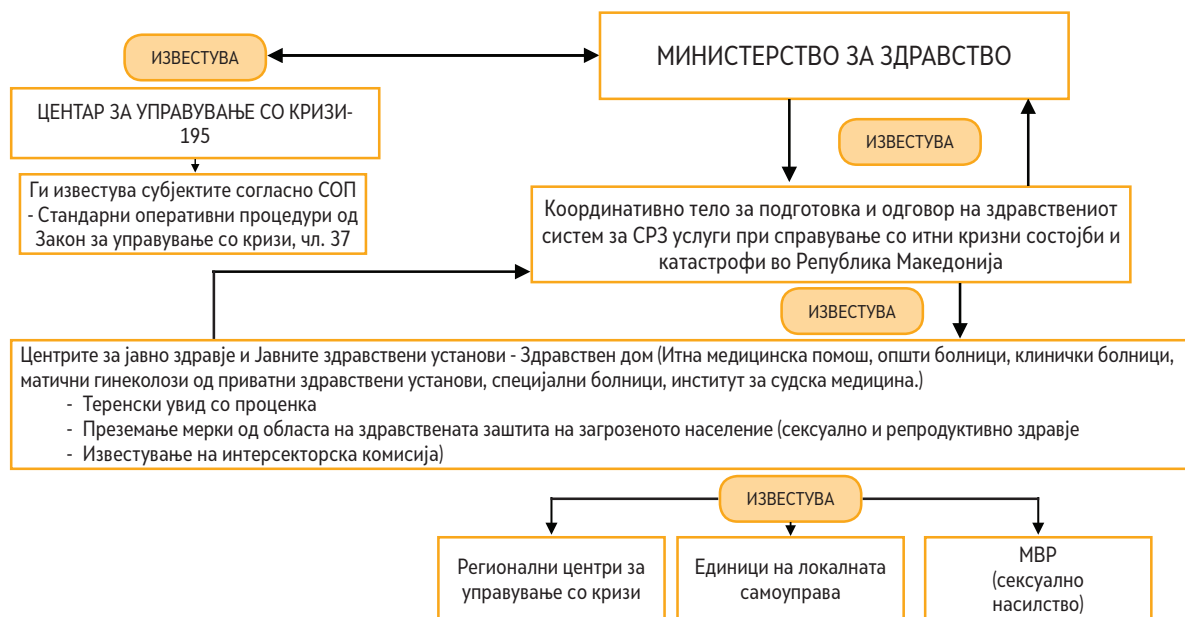 ИЗВЕСТУВА
МИНИСТЕРСТВО ЗА ЗДРАВСТВО
ЦЕНТАР ЗА УПРАВУВАЊЕ СО КРИЗИ-
195
ИЗВЕСТУВА
Ги известува субјектите согласно СОП
- Стандарни оперативни процедури од
Закон за управување со кризи, чл. 37
Координативно тело за подготовка и одговор на здравствениот
систем за СРЗ услуги при справување со итни кризни состојби и
катастрофи во Република Македонија
ИЗВЕСТУВА
Центрите за јавно здравје и Јавните здравствени установи - Здравствен дом (Итна медицинска помош, општи болници, клинички болници,
матични гинеколози од приватни здравствени установи, специјални болници, институт за судска медицина.)
- Теренски увид со проценка
- Преземање мерки од областа на здравствената заштита на загрозеното население (сексуално и репродуктивно здравје
- Известување на интерсекторска комисија)
ИЗВЕСТУВА
Регионални центри за
управување со кризи
Единици на локалната
самоуправа
МВР
(сексуално
насилство)